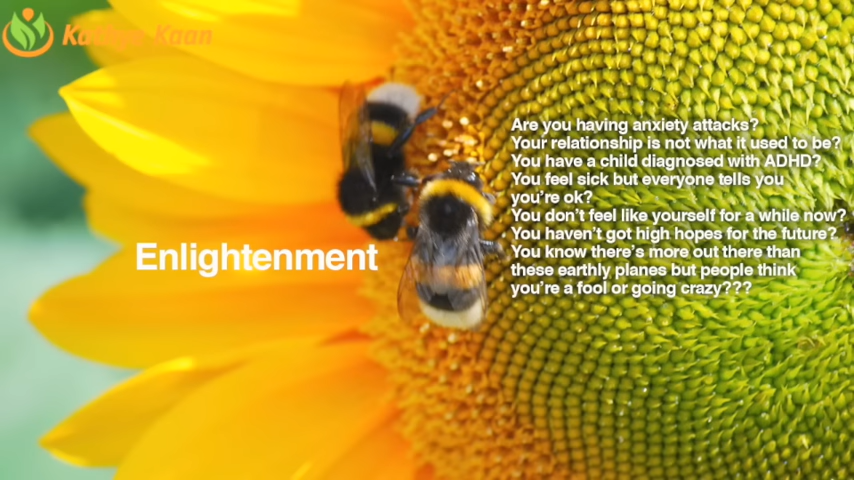 Kathye Kaan
Enlightenment
Are you having anxiety attacks?
Your relationship is not what it used to be?
You have a child diagnosed with ADHD?
You feel sick but everyone tells you
you're ok?
You don't feel like yourself for a while now?
You haven't got high hopes for the future?
You know there's more out there than
these earthly planes but people think
you're a fool or going crazy???